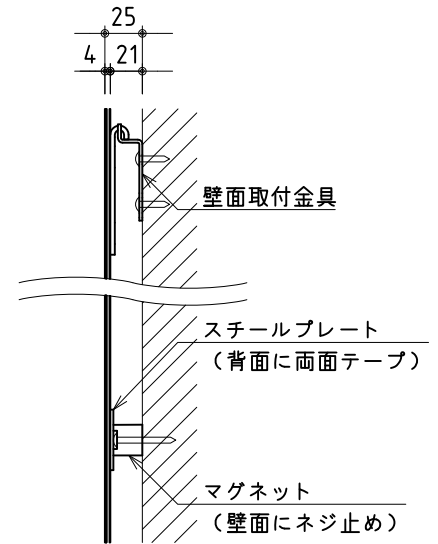 25
4 21
壁面取付金具
スチールプレート
（背面に両面テープ）
マグネット
（壁面にネジ止め）